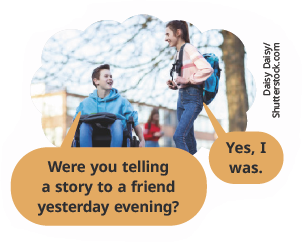 Daisy Daisy/
Shutterstock.com
Were you telling
a story to a friend
yesterday evening?
Yes, I
was.